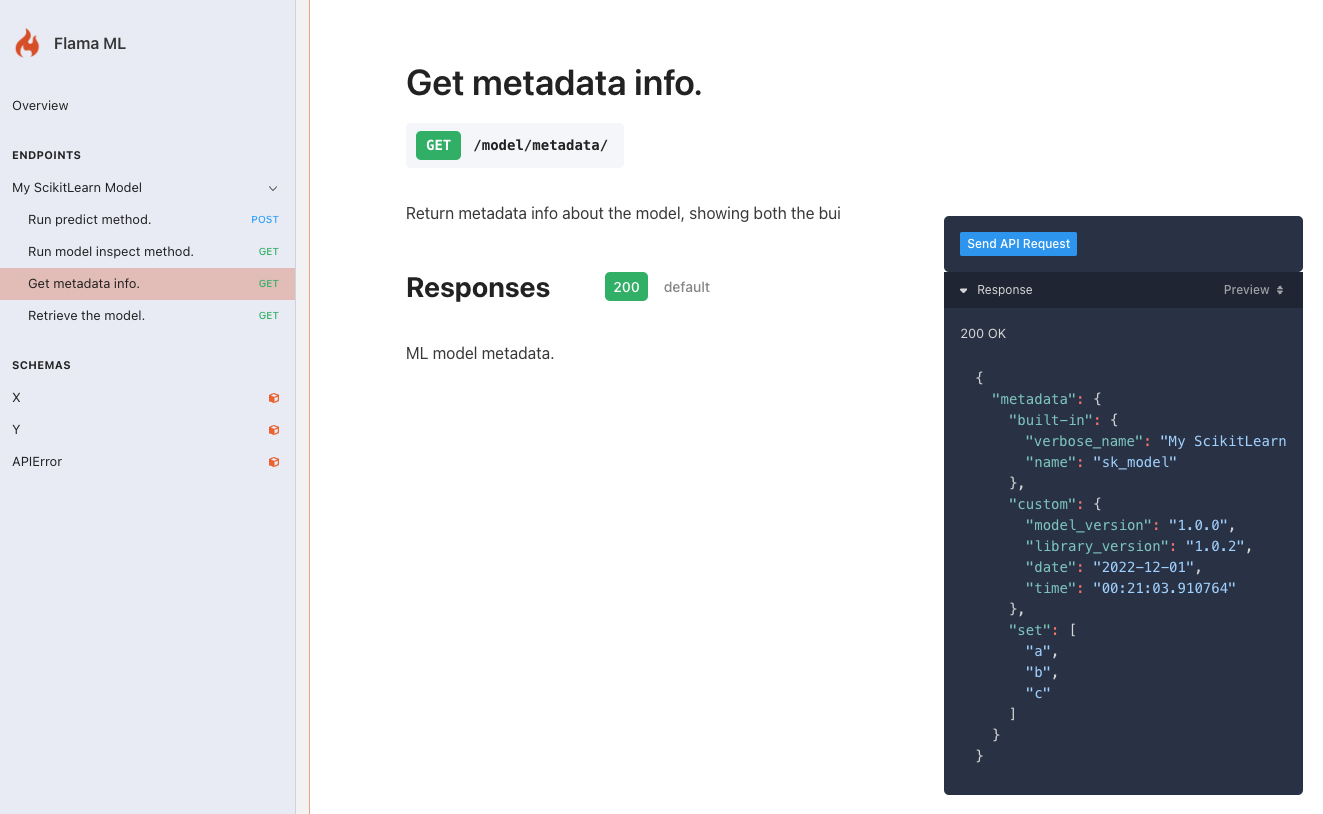 Flama ML
Overview
ENDPOINTS
My ScikitLearn Model
Run predict method. POST
Run model inspect method. GET
Get metadata info. GET
Retrieve the model. GET
SCHEMAS
X
Y
APIError
Get metadata info.
GET /model/metadata/
Return metadata info about the model, showing both the bui
Responses 200 default
ML model metadata.
Send API Request
Response Preview
200 OK
{
"metadata": {
"built-in": {
"verbose_name": "My ScikitLearn
"name": "sk_model"
},
"custom": {
"model_version": "1.0.0",
"library_version": "1.0.2",
"date": "2022-12-01",
"time": "00:21:03.910764"
},
"set": [
"a",
"b",
"c"
]
}
}